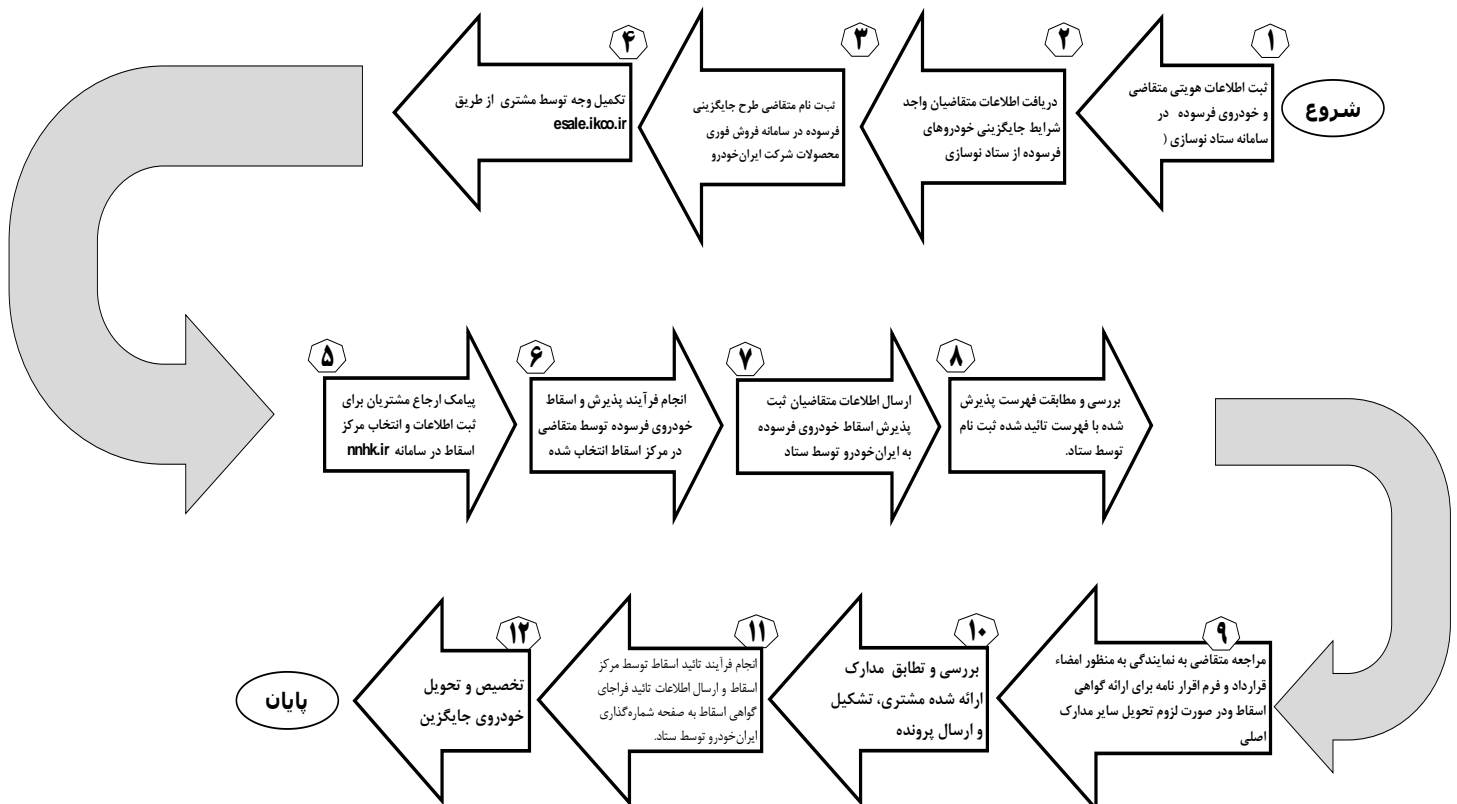 شروع
۱
ثبت اطلاعات هویتی متقاضی
و خودروی فرسوده در
سامانه ستاد نوسازی (
۲
دریافت اطلاعات متقاضیان واجد
شرایط جایگزینی خودروهای
فرسوده از ستاد نوسازی
۳
ثبت نام متقاضی طرح جایگزینی
فرسوده در سامانه فروش فوری
محصولات شرکت ایران‌خودرو
۴
تکمیل وجه توسط مشتری از طریق
esale.ikco.ir
۵
پیامک ارجاع مشتریان برای
ثبت اطلاعات و انتخاب مرکز
اسقاط در سامانه nnhk.ir
۶
انجام فرآیند پذیرش و اسقاط
خودروی فرسوده توسط متقاضی
در مرکز اسقاط انتخاب شده
۷
ارسال اطلاعات متقاضیان ثبت
پذیرش اسقاط خودروی فرسوده
به ایران‌خودرو توسط ستاد
۸
بررسی و مطابقت فهرست پذیرش
شده با فهرست تائید شده ثبت نام
توسط ستاد.
۹
مراجعه متقاضی به نمایندگی به منظور امضاء
قرارداد و فرم اقرار نامه برای ارائه گواهی
اسقاط ودر صورت لزوم تحویل سایر مدارک
اصلی
۱۰
بررسی و تطابق مدارک
ارائه شده مشتری، تشکیل
و ارسال پرونده
۱۱
انجام فرآیند تائید اسقاط توسط مرکز
اسقاط و ارسال اطلاعات تائید فراجای
گواهی اسقاط به صفحه شماره‌گذاری
ایران‌خودرو توسط ستاد.
۱۲
تخصیص و تحویل
خودروی جایگزین
پایان